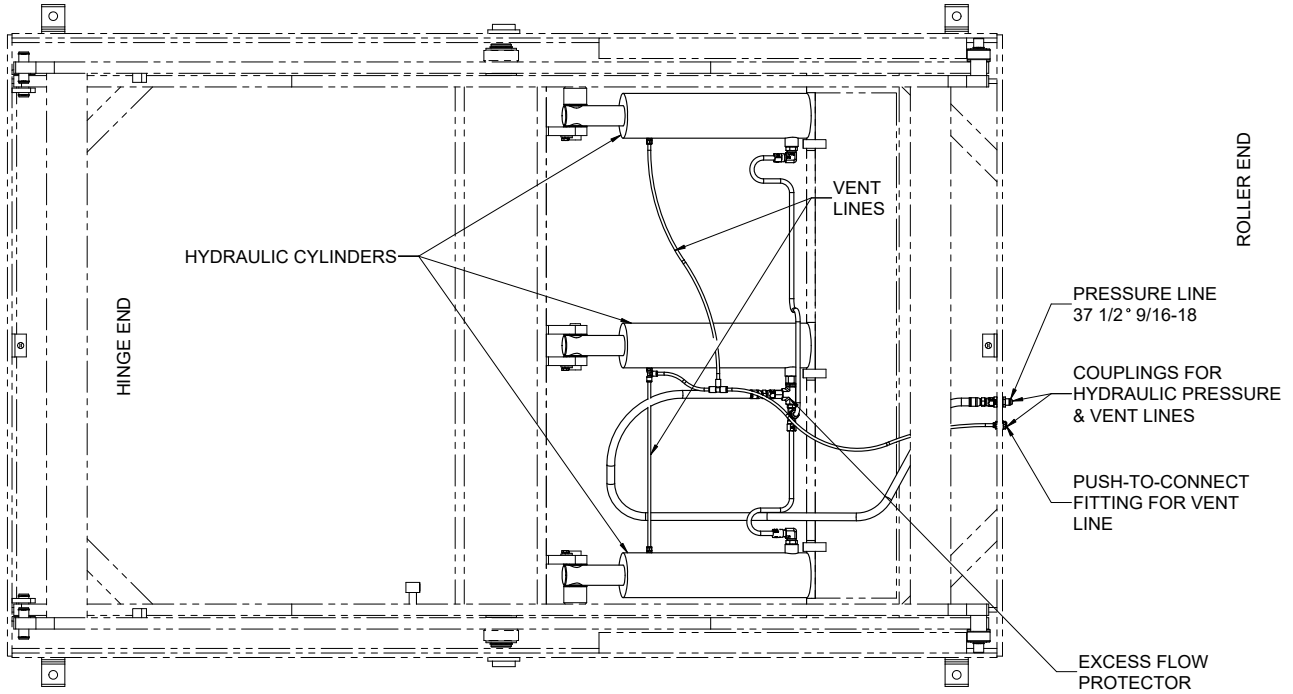 HYDRAULIC CYLINDERS
HINGE END
VENT
LINES
ROLLER END
PRESSURE LINE
37 1/2° 9/16-18
COUPLINGS FOR
HYDRAULIC PRESSURE
& VENT LINES
PUSH-TO-CONNECT
FITTING FOR VENT
LINE
EXCESS FLOW
PROTECTOR